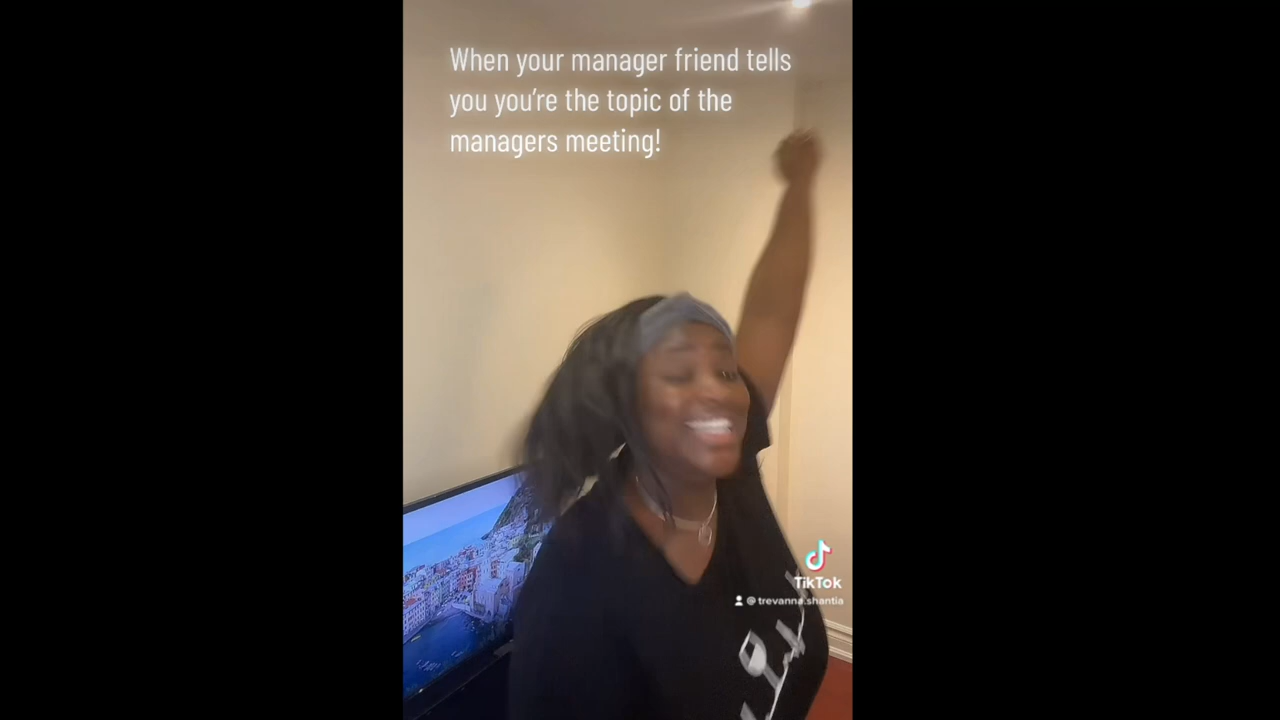 When your manager friend tells
you you're the topic of the
managers meeting!
TikTok
@trevanna.shantia